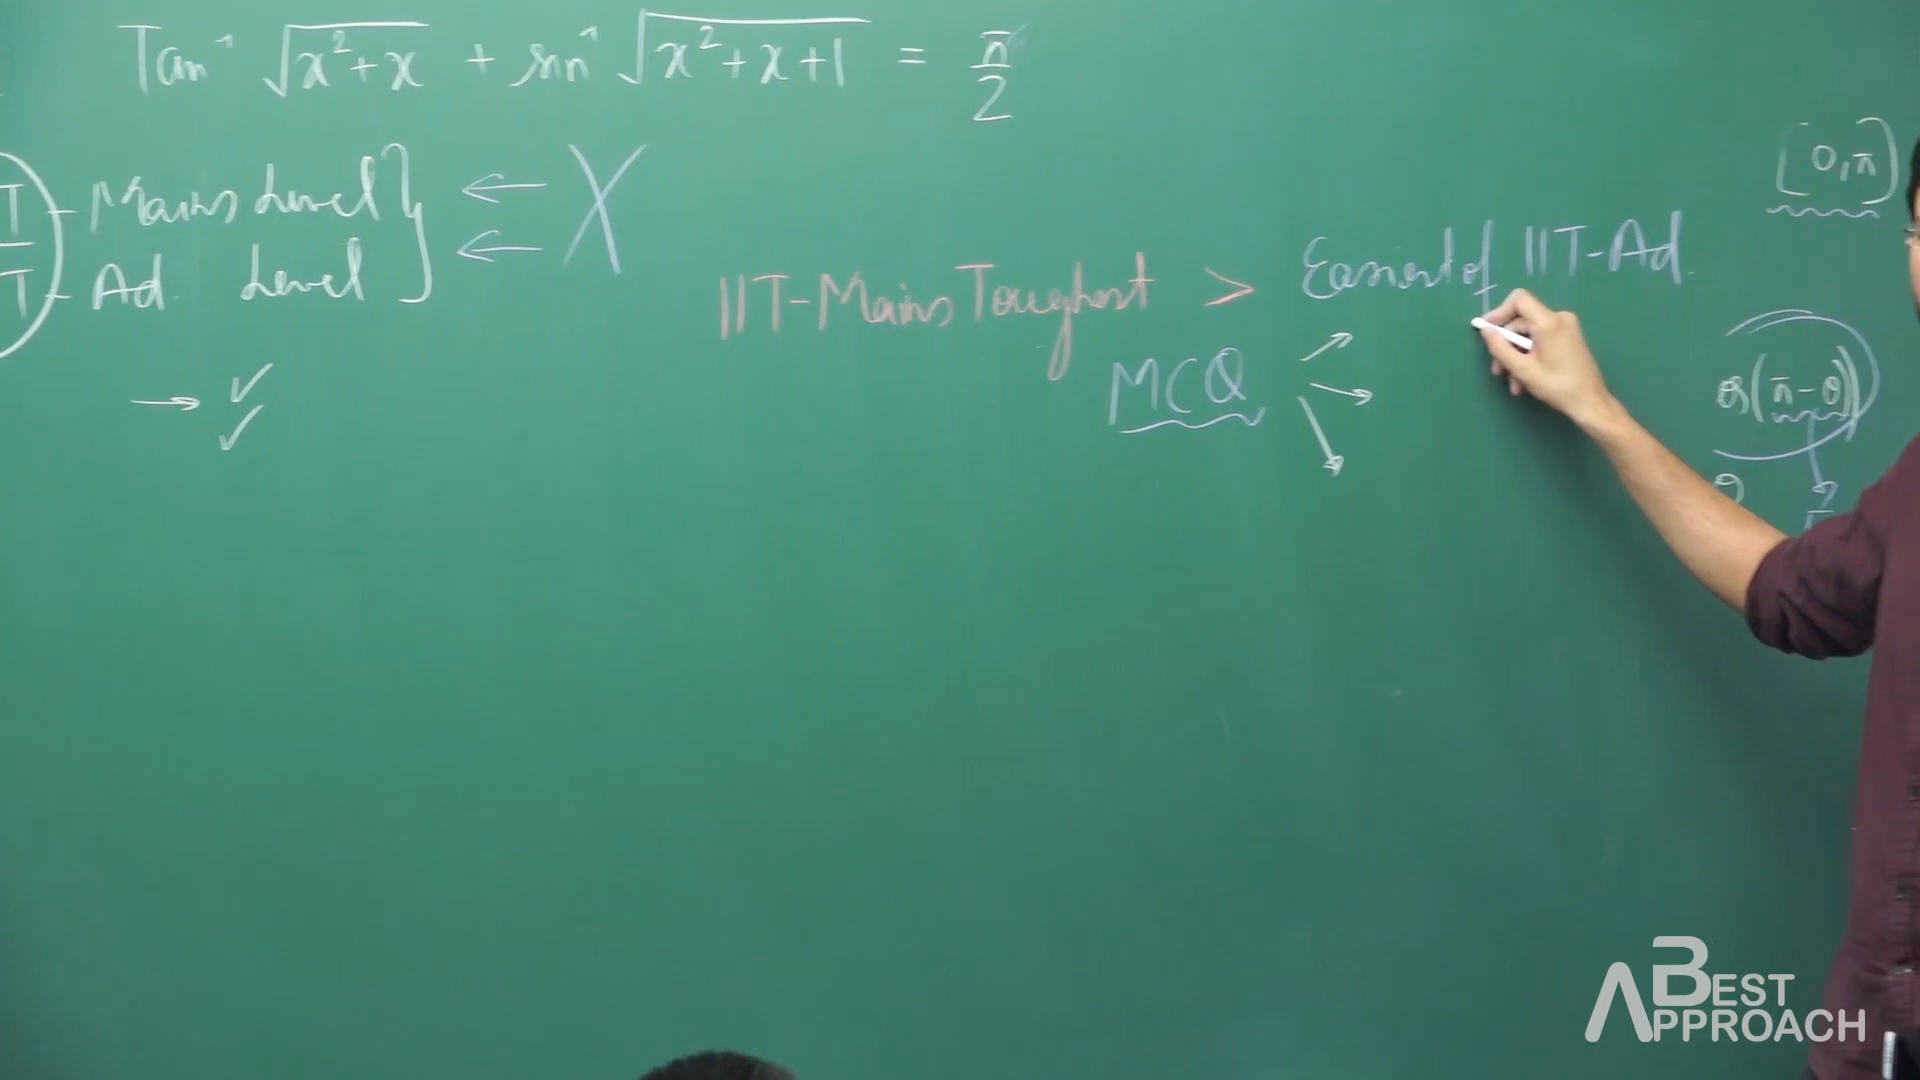 Tan⁻¹ √x²+x + sin⁻¹ √x²+x+1 = π/2
T - Mains Level
T - Ad. Level
[0, π]
IIT-Mains Toughest > Easiest of IIT-Ad.
MCQ
(π-θ)
θ
BEST
APPROACH